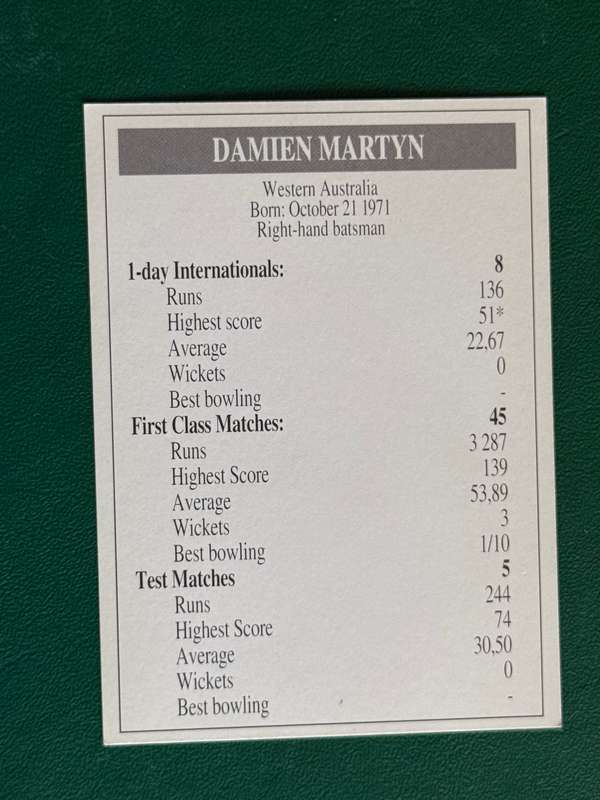 DAMIEN MARTYN
Western Australia
Born: October 21 1971
Right-hand batsman
1-day Internationals: 8
Runs 136
Highest score 51*
Average 22,67
Wickets 0
Best bowling -
First Class Matches: 45
Runs 3 287
Highest Score 139
Average 53,89
Wickets 3
Best bowling 1/10
Test Matches 5
Runs 244
Highest Score 74
Average 30,50
Wickets 0
Best bowling -